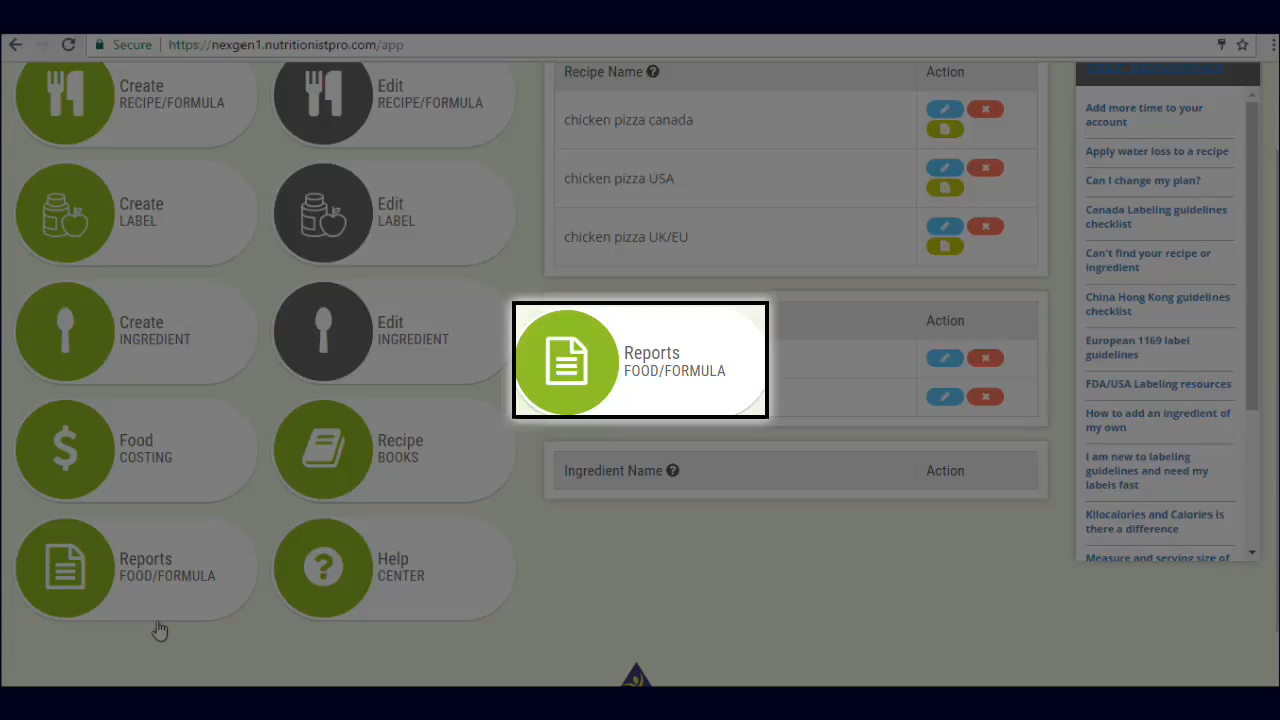 Secure
https://nexgen1.nutritionistpro.com/app
Create
RECIPE/FORMULA
Edit
RECIPE/FORMULA
Create
LABEL
Edit
LABEL
Create
INGREDIENT
Edit
INGREDIENT
Food
COSTING
Recipe
BOOKS
Reports
FOOD/FORMULA
Help
CENTER
Recipe Name
Action
chicken pizza canada
chicken pizza USA
chicken pizza UK/EU
Action
Reports
FOOD/FORMULA
Ingredient Name
Action
Add more time to your
account
Apply water loss to a recipe
Can I change my plan?
Canada Labeling guidelines
checklist
Can't find your recipe or
ingredient
China Hong Kong guidelines
checklist
European 1169 label
guidelines
FDA/USA Labeling resources
How to add an ingredient of
my own
I am new to labeling
guidelines and need my
labels fast
Kilocalories and Calories is
there a difference
Measure and serving size of